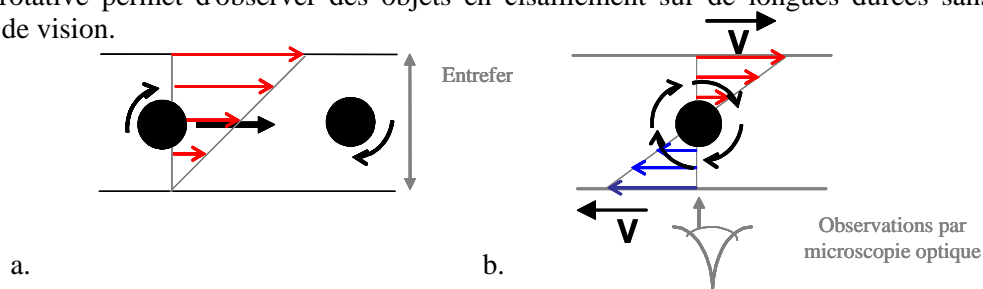 rotative permet d'observer des objets en cisaillement sur de longues durées sans
de vision.
V
Entrefer
V
Observations par
microscopie optique
a.
b.